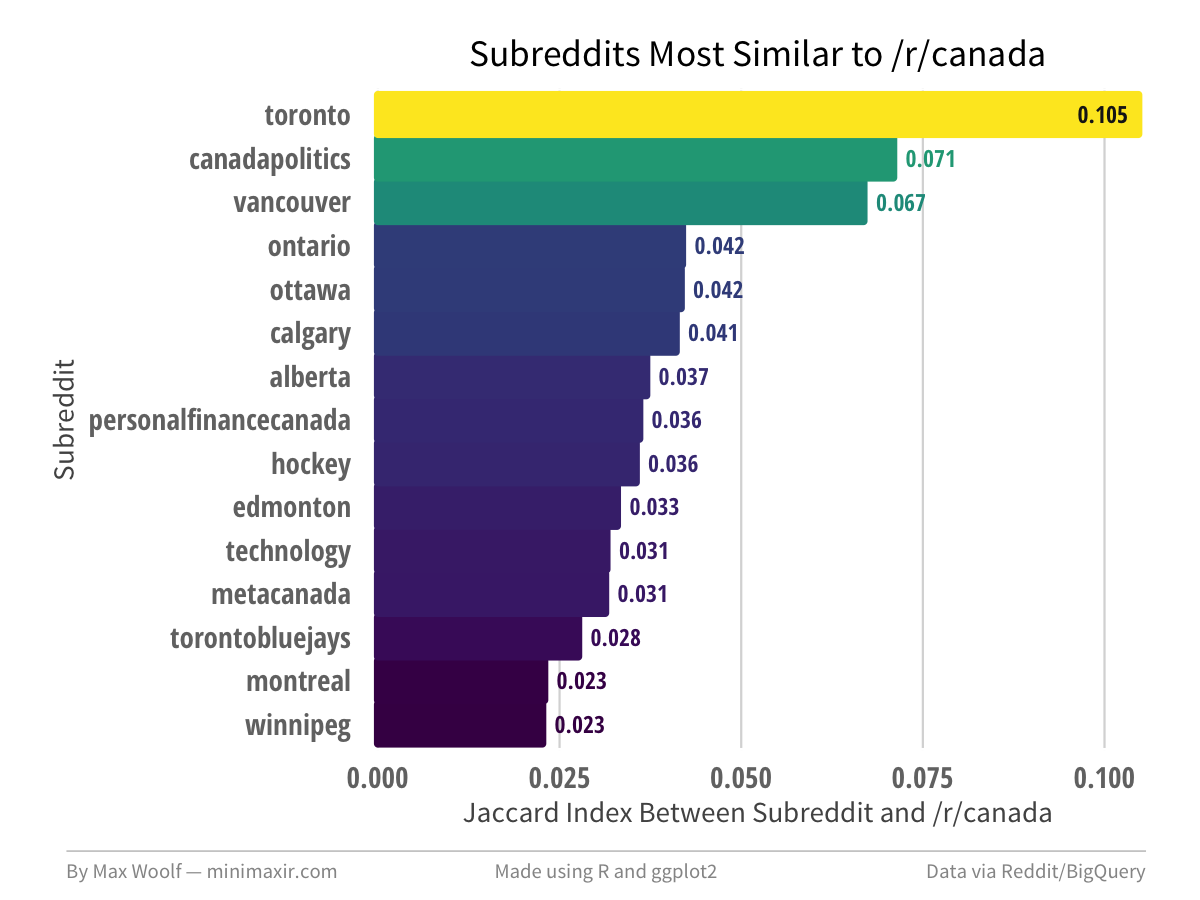 Subreddits Most Similar to /r/canada
toronto 0.105
canadapolitics 0.071
vancouver 0.067
ontario 0.042
ottawa 0.042
calgary 0.041
alberta 0.037
personalfinancecanada 0.036
hockey 0.036
edmonton 0.033
technology 0.031
metacanada 0.031
torontobluejays 0.028
montreal 0.023
winnipeg 0.023
Subreddit
0.000 0.025 0.050 0.075 0.100
Jaccard Index Between Subreddit and /r/canada
By Max Woolf — minimaxir.com Made using R and ggplot2 Data via Reddit/BigQuery